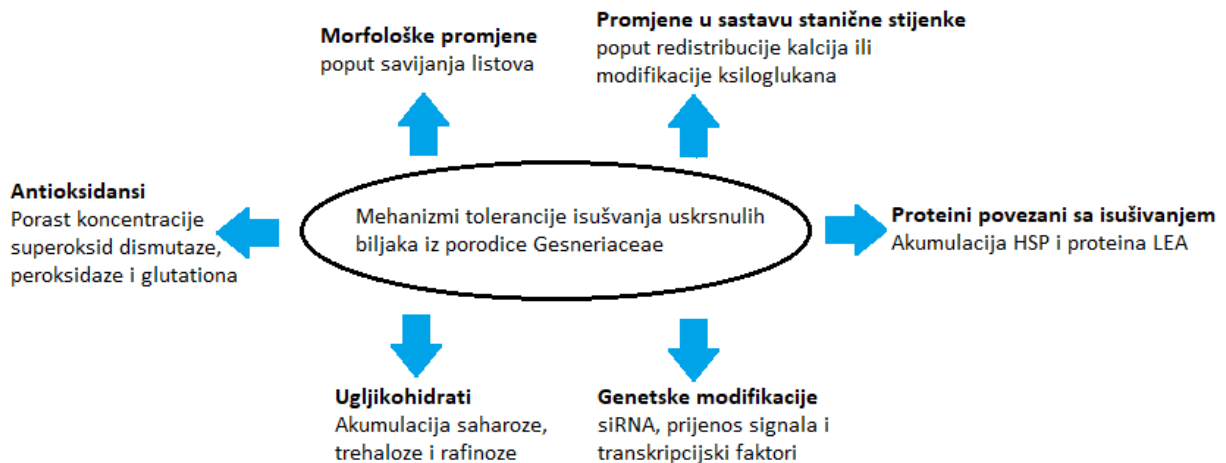 Morfološke promjene
poput savijanja listova
Promjene u sastavu stanične stijenke
poput redistribucije kalcija ili
modifikacije ksiloglukana
Antioksidansi
Porast koncentracije
superoksid dismutaze,
peroksidaze i glutationa
Mehanizmi tolerancije isušvanja uskrsnulih
biljaka iz porodice Gesneriaceae
Proteini povezani sa isušivanjem
Akumulacija HSP i proteina LEA
Ugljikohidrati
Akumulacija saharoze,
trehaloze i rafinoze
Genetske modifikacije
siRNA, prijenos signala i
transkripcijski faktori